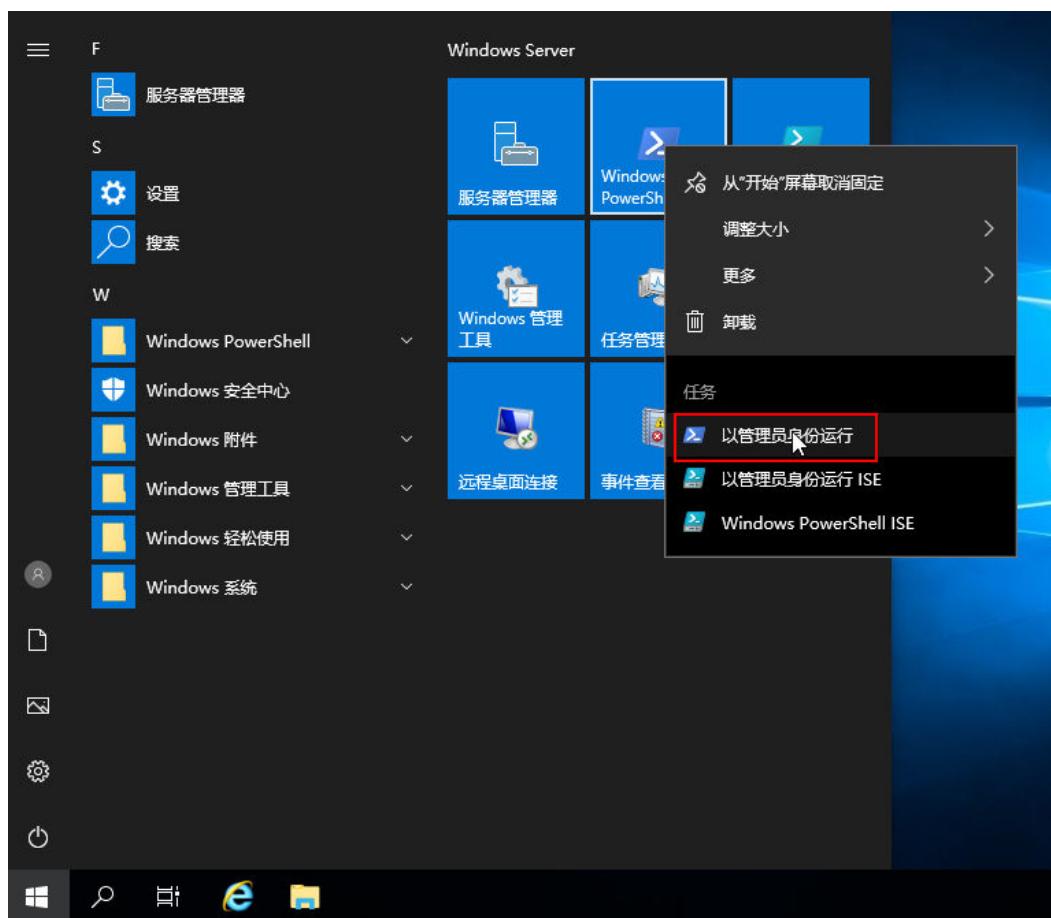 F
服务器管理器
S
设置
搜索
W
Windows PowerShell
Windows 安全中心
Windows 附件
Windows 管理工具
Windows 轻松使用
Windows 系统
Windows Server
服务器管理器
Windows
PowerSh
Windows 管理
工具
任务管理
远程桌面连接
事件查看
从"开始"屏幕取消固定
调整大小
更多
卸载
任务
以管理员身份运行
以管理员身份运行 ISE
Windows PowerShell ISE